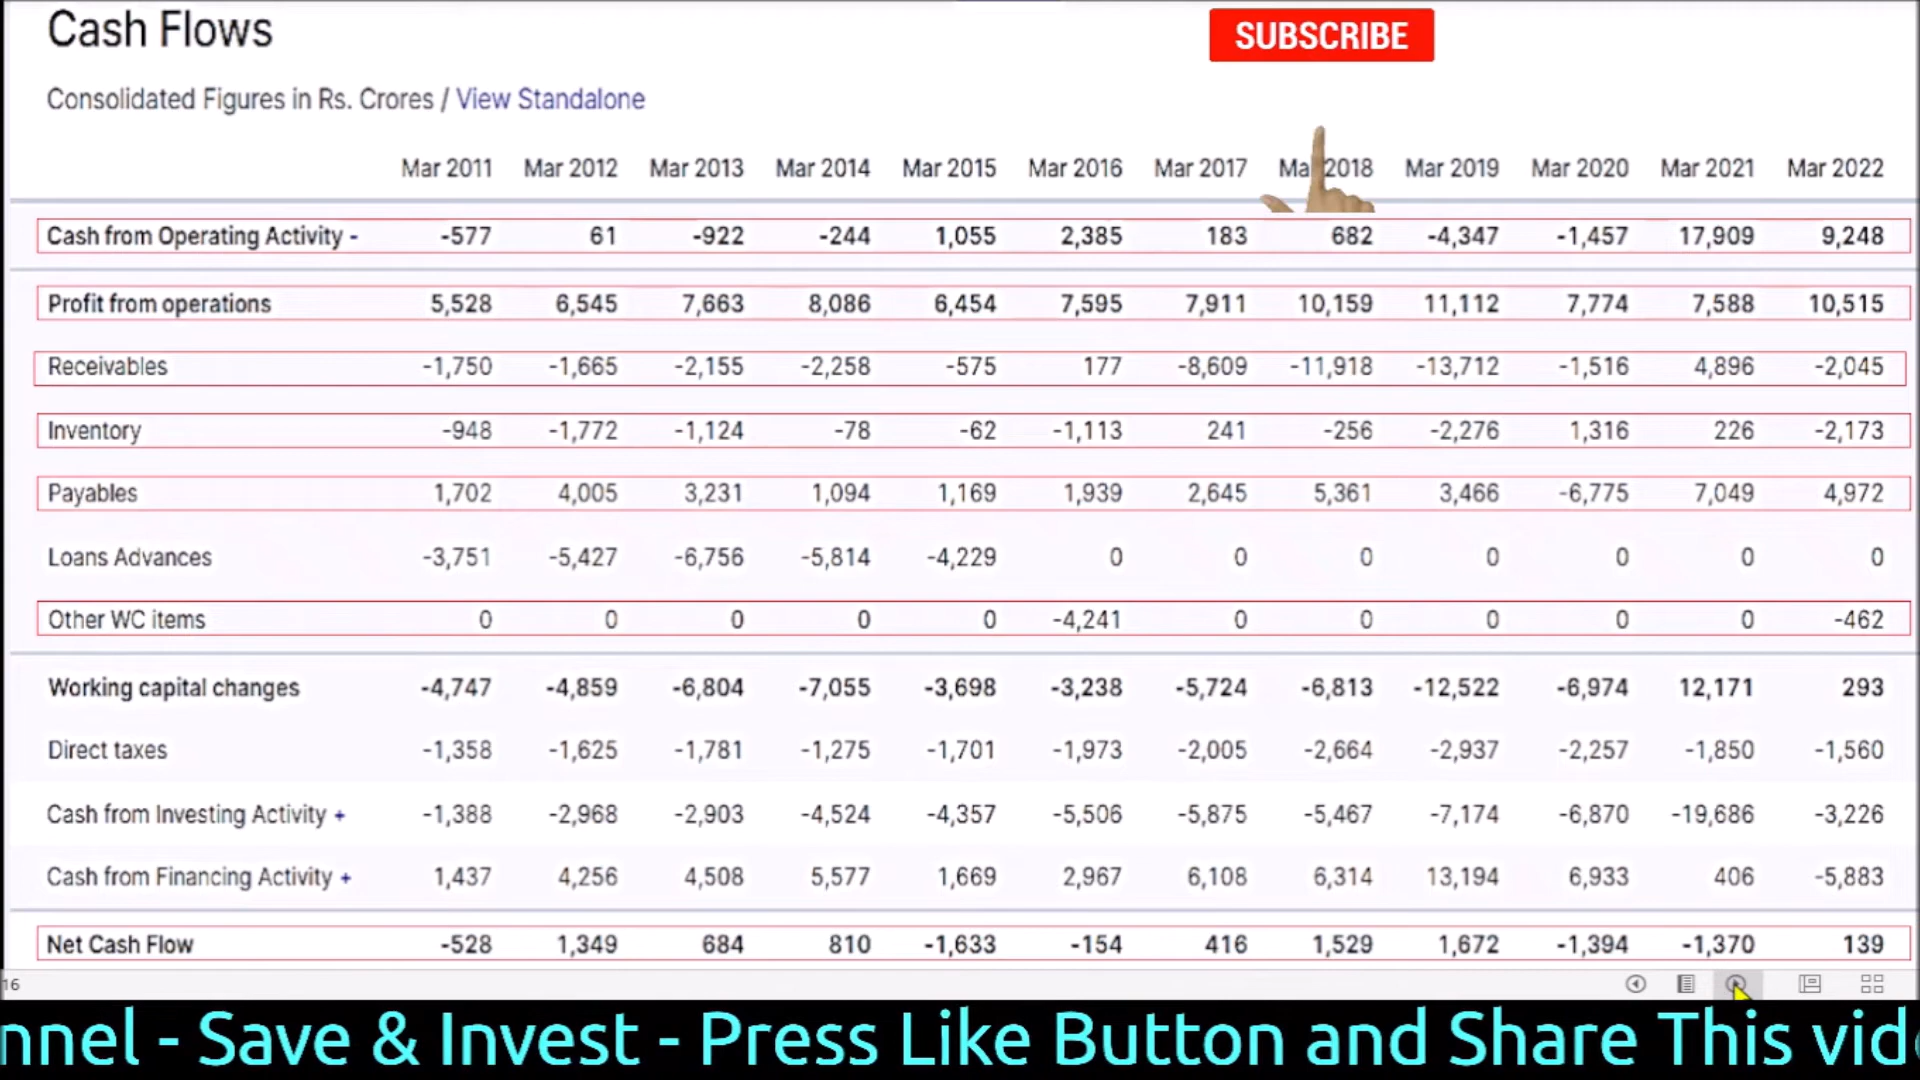 Cash Flows
SUBSCRIBE
Consolidated Figures in Rs. Crores / View Standalone
Mar 2011 Mar 2012 Mar 2013 Mar 2014 Mar 2015 Mar 2016 Mar 2017 Mar 2018 Mar 2019 Mar 2020 Mar 2021 Mar 2022
Cash from Operating Activity - -577 61 -922 -244 1,055 2,385 183 682 -4,347 -1,457 17,909 9,248
Profit from operations 5,528 6,545 7,663 8,086 6,454 7,595 7,911 10,159 11,112 7,774 7,588 10,515
Receivables -1,750 -1,665 -2,155 -2,258 -575 177 -8,609 -11,918 -13,712 -1,516 4,896 -2,045
Inventory -948 -1,772 -1,124 -78 -62 -1,113 241 -256 -2,276 1,316 226 -2,173
Payables 1,702 4,005 3,231 1,094 1,169 1,939 2,645 5,361 3,466 -6,775 7,049 4,972
Loans Advances -3,751 -5,427 -6,756 -5,814 -4,229 0 0 0 0 0 0 0
Other WC items 0 0 0 0 0 -4,241 0 0 0 0 0 -462
Working capital changes -4,747 -4,859 -6,804 -7,055 -3,698 -3,238 -5,724 -6,813 -12,522 -6,974 12,171 293
Direct taxes -1,358 -1,625 -1,781 -1,275 -1,701 -1,973 -2,005 -2,664 -2,937 -2,257 -1,850 -1,560
Cash from Investing Activity + -1,388 -2,968 -2,903 -4,524 -4,357 -5,506 -5,875 -5,467 -7,174 -6,870 -19,686 -3,226
Cash from Financing Activity + 1,437 4,256 4,508 5,577 1,669 2,967 6,108 6,314 13,194 6,933 406 -5,883
Net Cash Flow -528 1,349 684 810 -1,633 -154 416 1,529 1,672 -1,394 -1,370 139
16
nnel - Save & Invest - Press Like Button and Share This vid